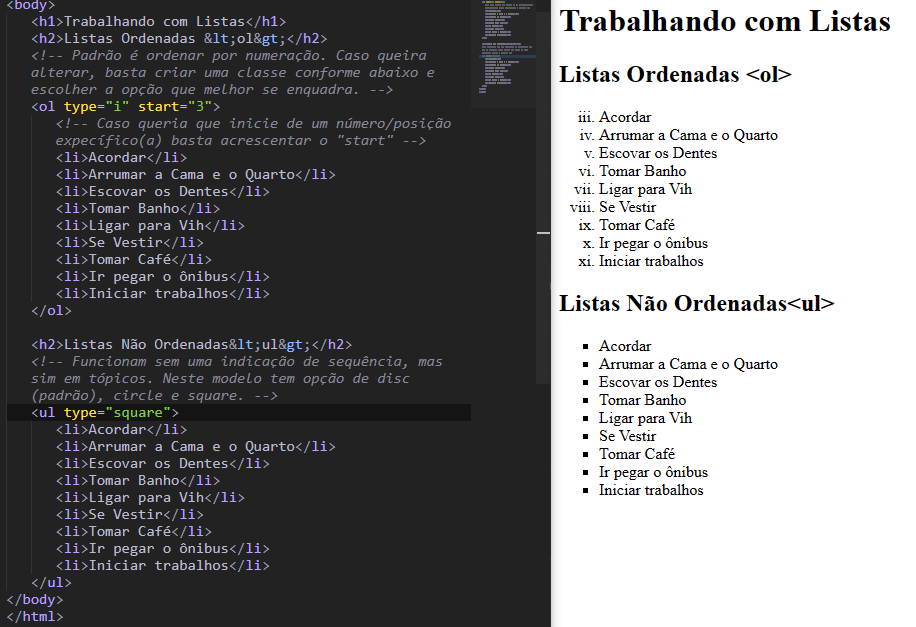 <body>
<h1>Trabalhando com Listas</h1>
<h2>Listas Ordenadas &lt;ol&gt;</h2>
<!-- Padrão é ordenar por numeração. Caso queira
alterar, basta criar uma classe conforme abaixo e
escolher a opção que melhor se enquadra. -->
<ol type="i" start="3">
<!-- Caso queria que inicie de um número/posição
expecífico(a) basta acrescentar o "start" -->
<li>Acordar</li>
<li>Arrumar a Cama e o Quarto</li>
<li>Escovar os Dentes</li>
<li>Tomar Banho</li>
<li>Ligar para Vih</li>
<li>Se Vestir</li>
<li>Tomar Café</li>
<li>Ir pegar o ônibus</li>
<li>Iniciar trabalhos</li>
</ol>
<h2>Listas Não Ordenadas&lt;ul&gt;</h2>
<!-- Funcionam sem uma indicação de sequência, mas
sim em tópicos. Neste modelo tem opção de disc
(padrão), circle e square. -->
<ul type="square">
<li>Acordar</li>
<li>Arrumar a Cama e o Quarto</li>
<li>Escovar os Dentes</li>
<li>Tomar Banho</li>
<li>Ligar para Vih</li>
<li>Se Vestir</li>
<li>Tomar Café</li>
<li>Ir pegar o ônibus</li>
<li>Iniciar trabalhos</li>
</ul>
</body>
</html>
Trabalhando com Listas
Listas Ordenadas <ol>
iii. Acordar
iv. Arrumar a Cama e o Quarto
v. Escovar os Dentes
vi. Tomar Banho
vii. Ligar para Vih
viii. Se Vestir
ix. Tomar Café
x. Ir pegar o ônibus
xi. Iniciar trabalhos
Listas Não Ordenadas<ul>
▪ Acordar
▪ Arrumar a Cama e o Quarto
▪ Escovar os Dentes
▪ Tomar Banho
▪ Ligar para Vih
▪ Se Vestir
▪ Tomar Café
▪ Ir pegar o ônibus
▪ Iniciar trabalhos